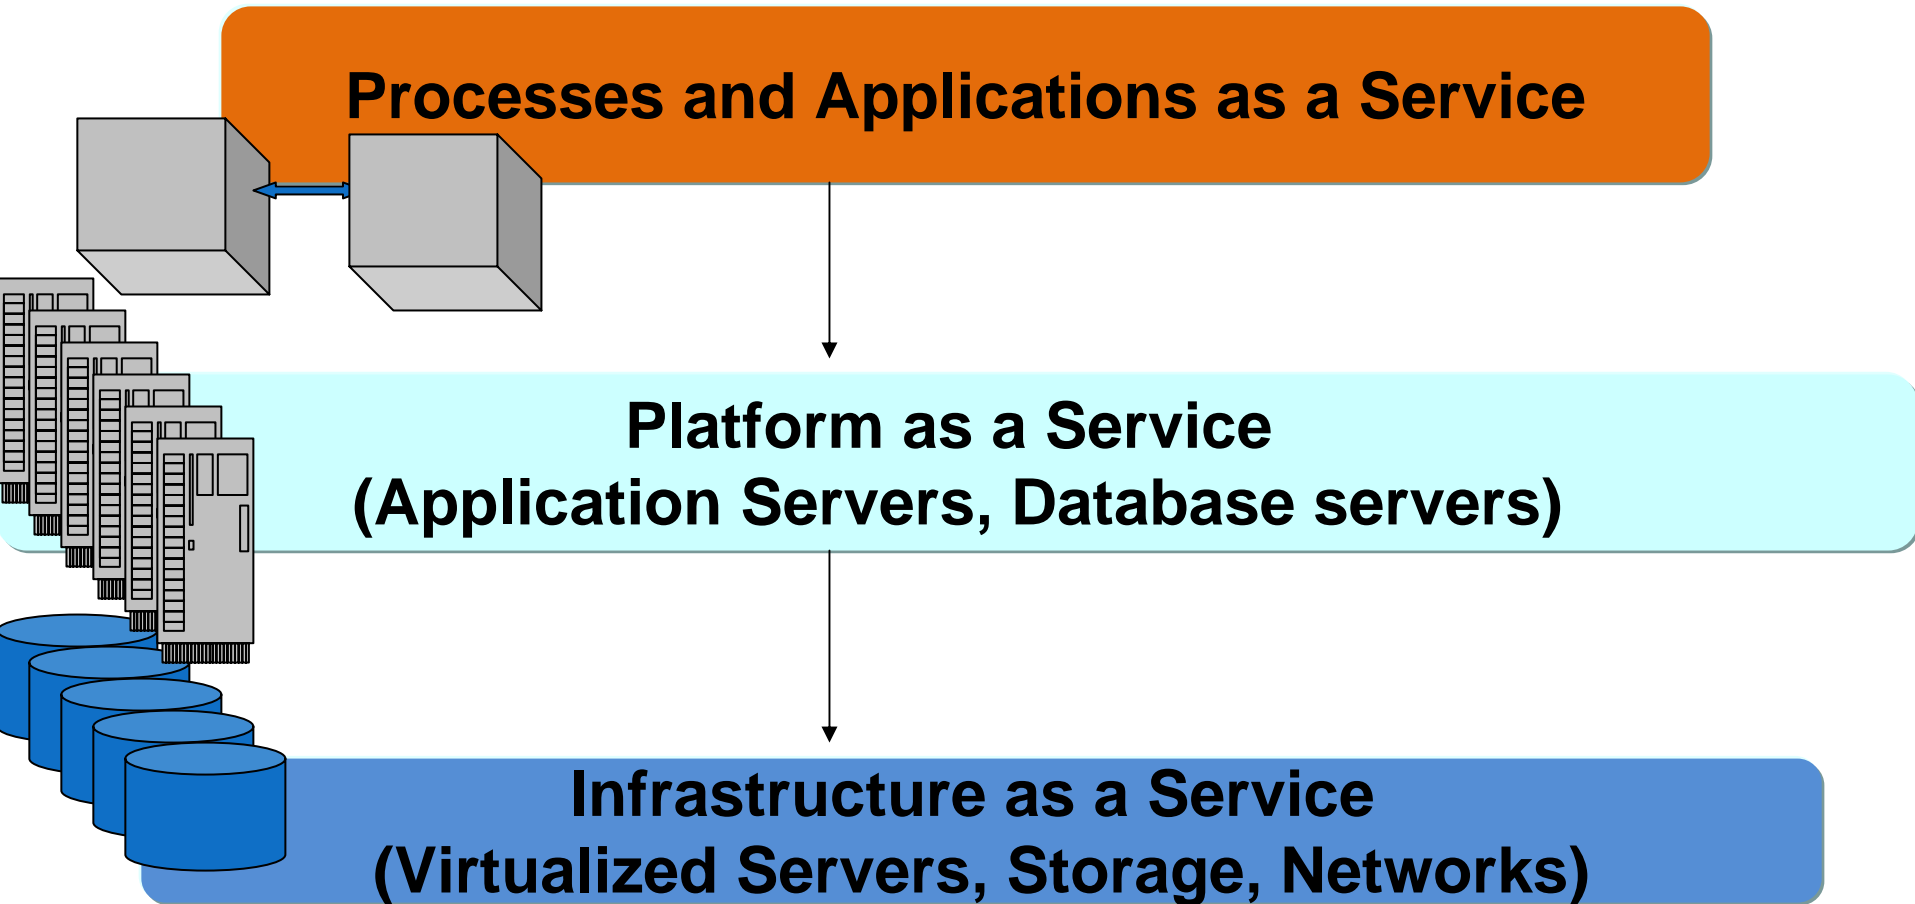 Processes and Applications as a Service
Platform as a Service
(Application Servers, Database servers)
Infrastructure as a Service
(Virtualized Servers, Storage, Networks)